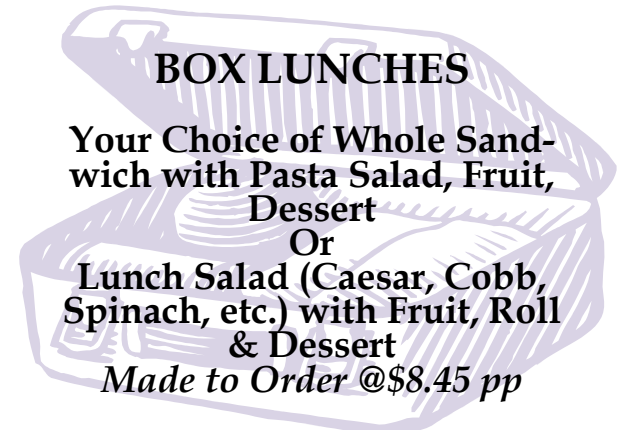 BOX LUNCHES
Your Choice of Whole Sand-
wich with Pasta Salad, Fruit,
Dessert
Or
Lunch Salad (Caesar, Cobb,
Spinach, etc.) with Fruit, Roll
& Dessert
Made to Order @$8.45 pp